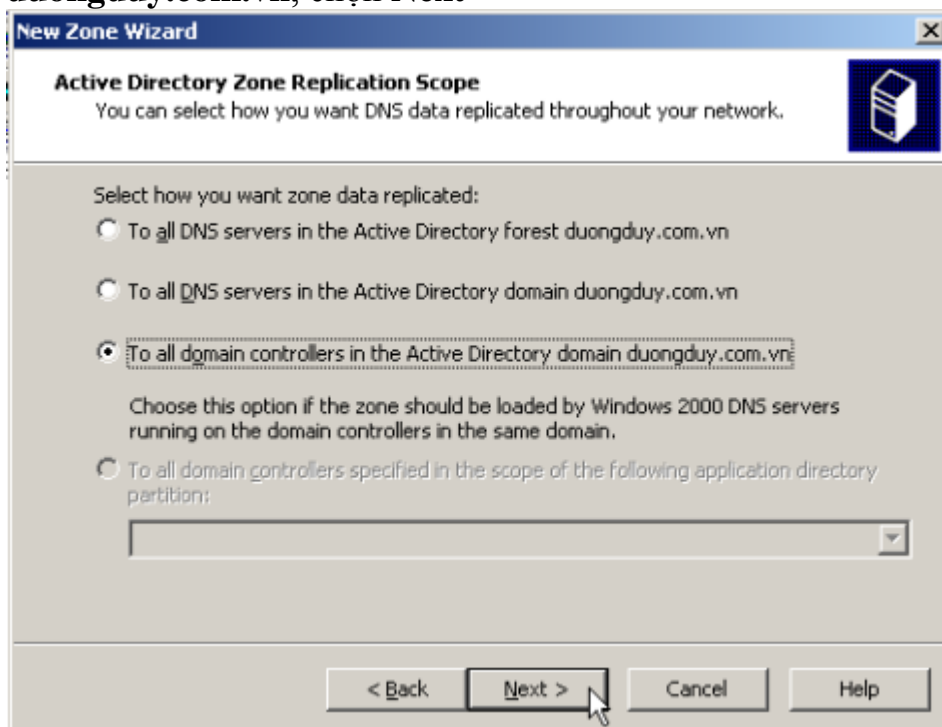 duongduy.com.vn, chọn Next
New Zone Wizard
Active Directory Zone Replication Scope
You can select how you want DNS data replicated throughout your network.
Select how you want zone data replicated:
To all DNS servers in the Active Directory forest duongduy.com.vn
To all DNS servers in the Active Directory domain duongduy.com.vn
To all domain controllers in the Active Directory domain duongduy.com.vn
Choose this option if the zone should be loaded by Windows 2000 DNS servers
running on the domain controllers in the same domain.
To all domain controllers specified in the scope of the following application directory
partition:
< Back Next > Cancel Help